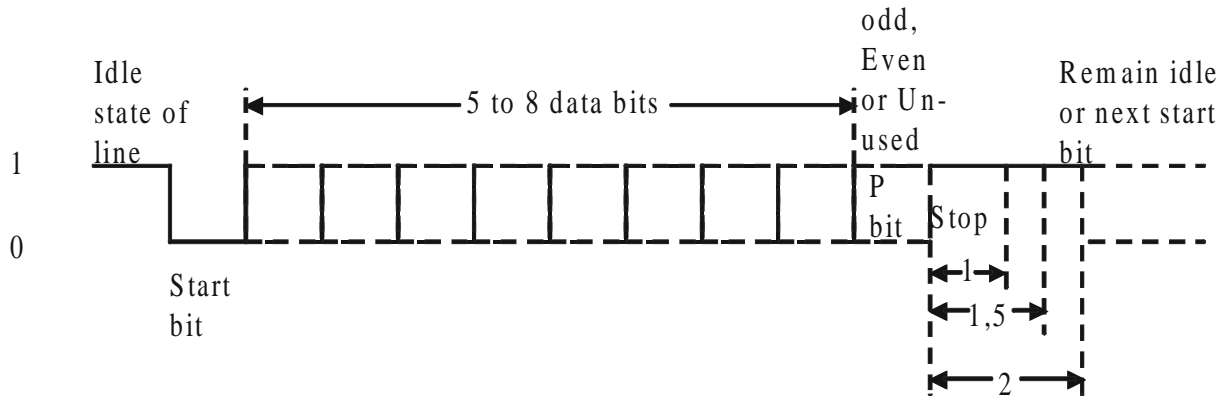 Idle
state of
line
5 to 8 data bits
odd,
Even
or Un-
used
Remain idle
or next start
bit
1
0
P
bit
Stop
Start
bit
1
1,5
2